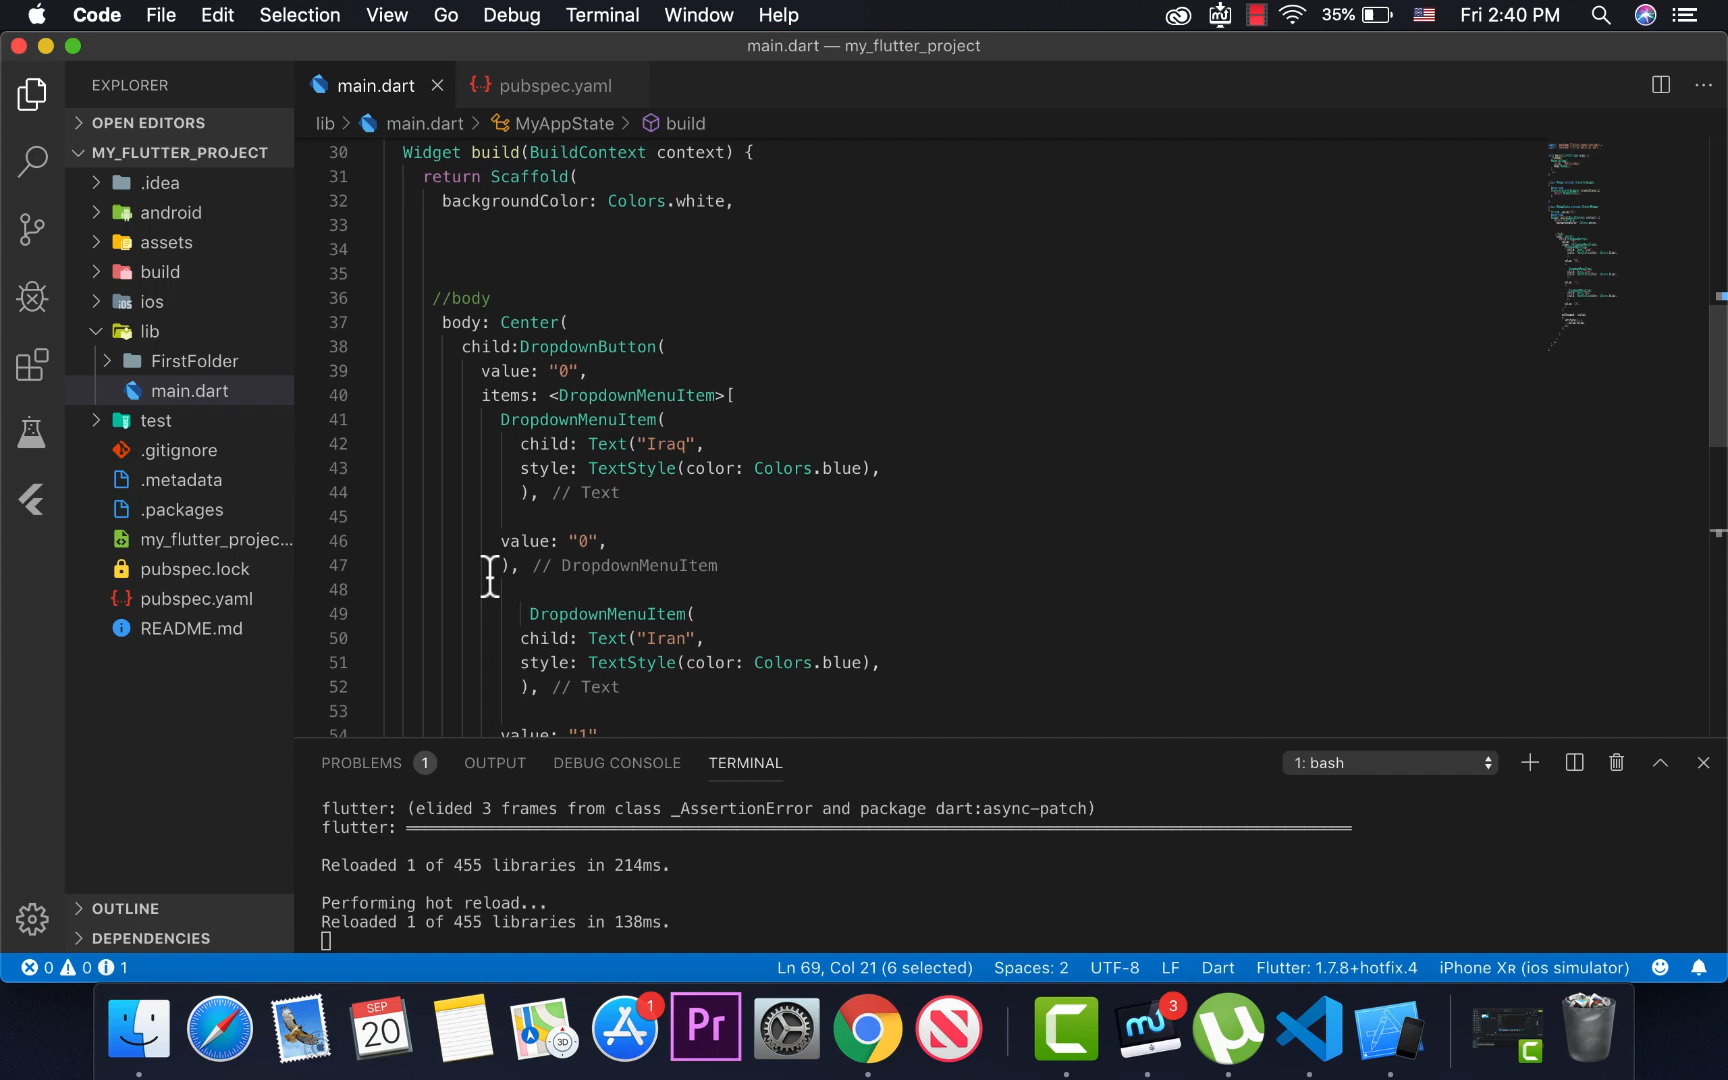 Code File Edit Selection View Go Debug Terminal Window Help 35% Fri 2:40 PM
main.dart — my_flutter_project
EXPLORER
OPEN EDITORS
MY_FLUTTER_PROJECT
.idea
android
assets
build
ios
lib
FirstFolder
main.dart
test
.gitignore
.metadata
.packages
my_flutter_projec...
pubspec.lock
pubspec.yaml
README.md
OUTLINE
DEPENDENCIES
main.dart pubspec.yaml
lib > main.dart > MyAppState > build
30 Widget build(BuildContext context) {
31 return Scaffold(
32 backgroundColor: Colors.white,
33
34
35
36 //body
37 body: Center(
38 child:DropdownButton(
39 value: "0",
40 items: <DropdownMenuItem>[
41 DropdownMenuItem(
42 child: Text("Iraq",
43 style: TextStyle(color: Colors.blue),
44 ), // Text
45
46 value: "0",
47 ), // DropdownMenuItem
48
49 DropdownMenuItem(
50 child: Text("Iran",
51 style: TextStyle(color: Colors.blue),
52 ), // Text
53
54 value: "1"
PROBLEMS 1 OUTPUT DEBUG CONSOLE TERMINAL 1: bash
flutter: (elided 3 frames from class _AssertionError and package dart:async-patch)
flutter: ════════════════════════════════════════
Reloaded 1 of 455 libraries in 214ms.
Performing hot reload...
Reloaded 1 of 455 libraries in 138ms.
0 0 1 Ln 69, Col 21 (6 selected) Spaces: 2 UTF-8 LF Dart Flutter: 1.7.8+hotfix.4 iPhone XR (ios simulator)
SEP
20
3D
1
Pr
3